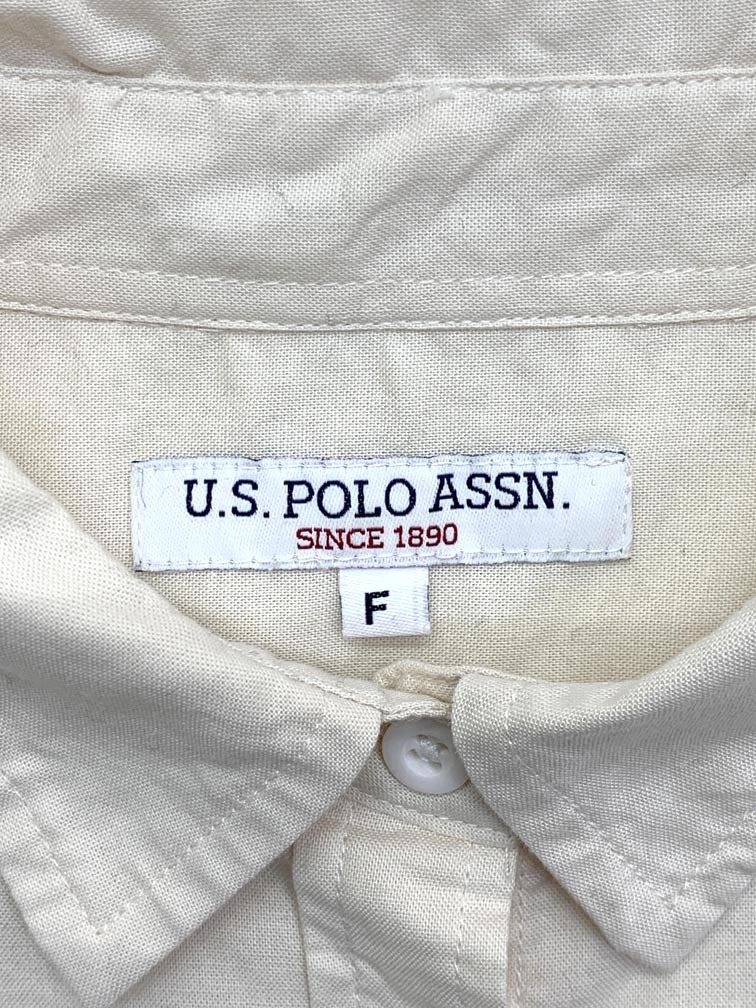 U.S. POLO ASSN.
SINCE 1890
F